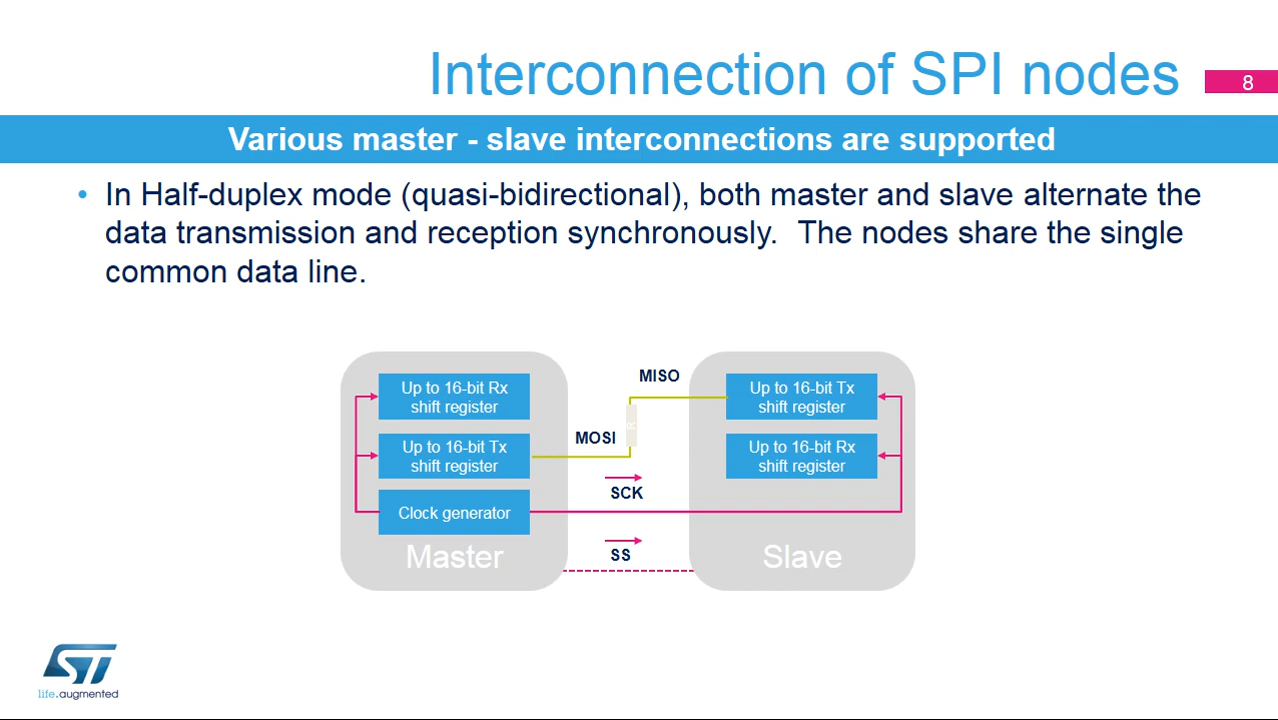 Interconnection of SPI nodes
8
Various master - slave interconnections are supported
• In Half-duplex mode (quasi-bidirectional), both master and slave alternate the
data transmission and reception synchronously.  The nodes share the single
common data line.
Up to 16-bit Rx
shift register
Up to 16-bit Tx
shift register
Clock generator
Master
MISO
R
MOSI
SCK
SS
Up to 16-bit Tx
shift register
Up to 16-bit Rx
shift register
Slave
ST
life.augmented